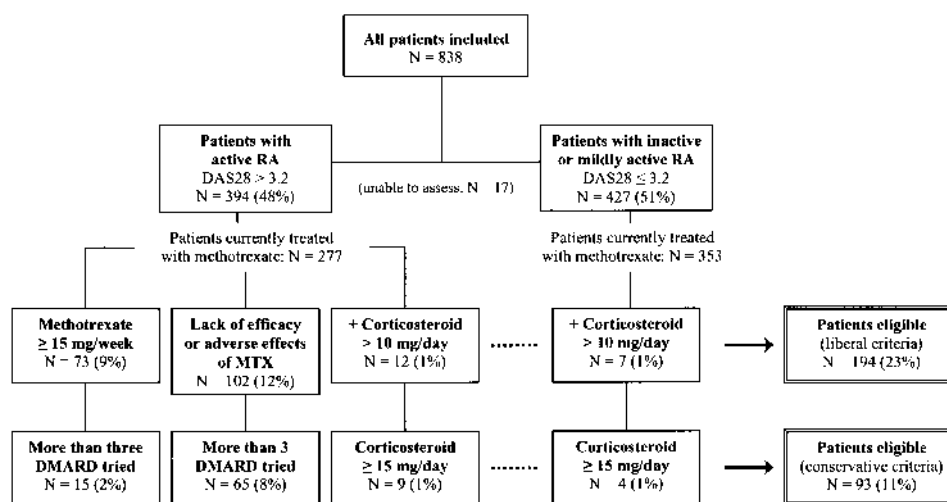 All patients included
N = 838
Patients with
active RA
DAS28 > 3.2
N = 394 (48%)
(unable to assess. N 17)
Patients with inactive
or mildly active RA
DAS28 ≤ 3.2
N = 427 (51%)
Patients currently treated
with methotrexate: N = 277
Patients currently treated
with methotrexate: N = 353
Methotrexate
≥ 15 mg/week
N = 73 (9%)
Lack of efficacy
or adverse effects
of MTX
N 102 (12%)
+ Corticosteroid
> 10 mg/day
N = 12 (1%)
+ Corticosteroid
> 10 mg/day
N = 7 (1%)
Patients eligible
(liberal criteria)
N 194 (23%)
More than three
DMARD tried
N = 15 (2%)
More than 3
DMARD tried
N = 65 (8%)
Corticosteroid
≥ 15 mg/day
N = 9 (1%)
Corticosteroid
≥ 15 mg/day
N 4 (1%)
Patients eligible
(conservative criteria)
N = 93 (11%)